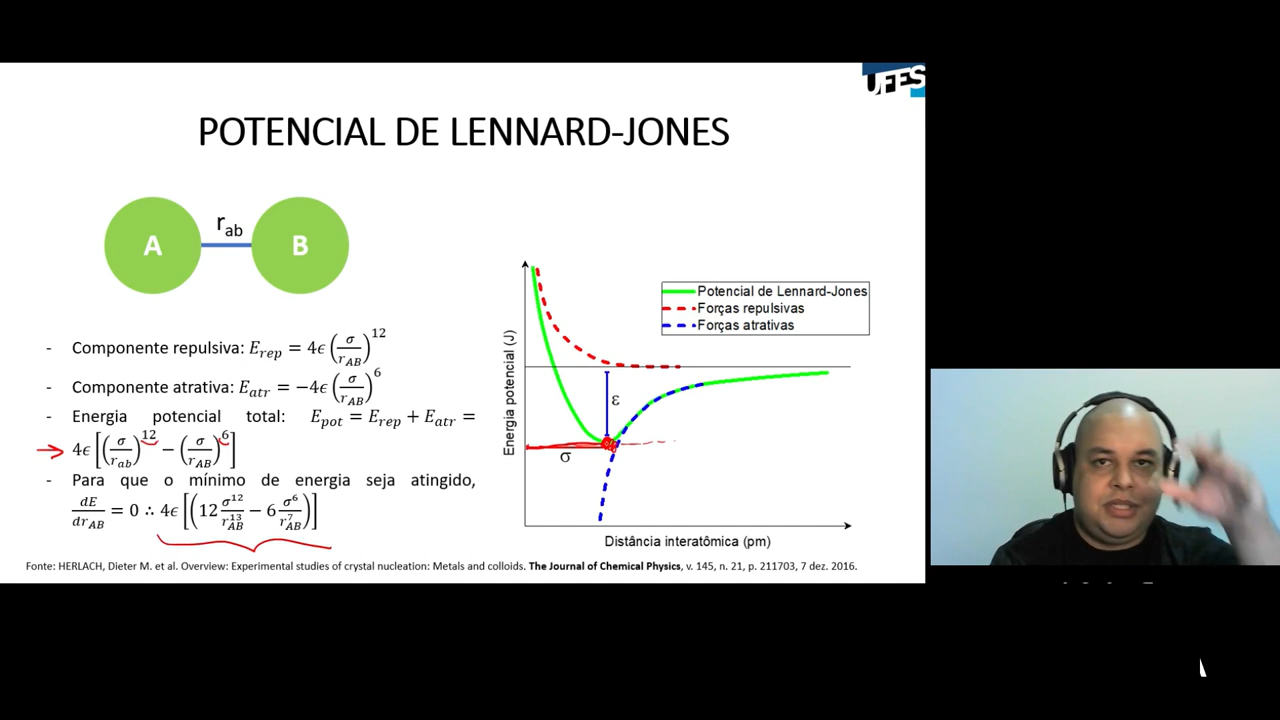 UFES
POTENCIAL DE LENNARD-JONES
A
r_ab
B
- Componente repulsiva: E_rep = 4ϵ (σ/r_AB)^12
- Componente atrativa: E_atr = −4ϵ (σ/r_AB)^6
- Energia potencial total: E_pot = E_rep + E_atr =
4ϵ [(σ/r_ab)^12 − (σ/r_AB)^6]
- Para que o mínimo de energia seja atingido,
dE/dr_AB = 0 ∴ 4ϵ [(12 σ^12/r_AB^13 − 6 σ^6/r_AB^7)]
Potencial de Lennard-Jones
Forças repulsivas
Forças atrativas
Energia potencial (J)
ε
σ
Distância interatômica (pm)
Fonte: HERLACH, Dieter M. et al. Overview: Experimental studies of crystal nucleation: Metals and colloids. The Journal of Chemical Physics, v. 145, n. 21, p. 211703, 7 dez. 2016.